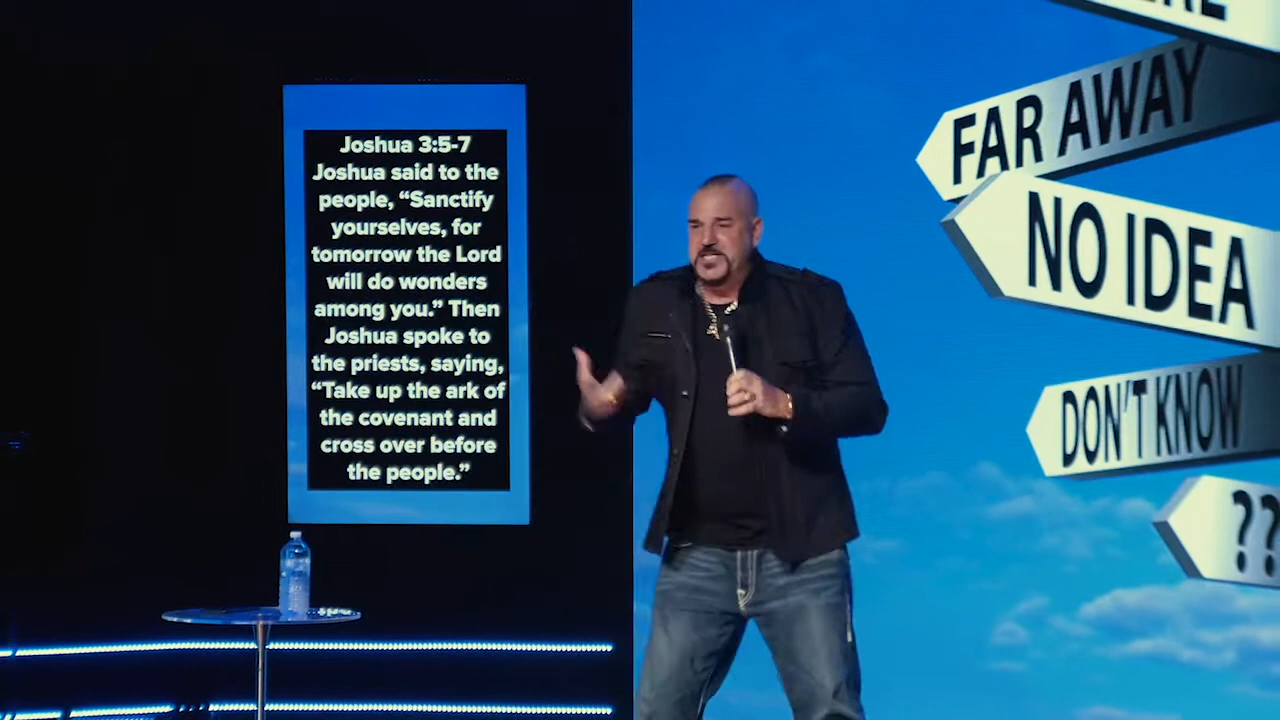 Joshua 3:5-7
Joshua said to the
people, “Sanctify
yourselves, for
tomorrow the Lord
will do wonders
among you.” Then
Joshua spoke to
the priests, saying,
“Take up the ark of
the covenant and
cross over before
the people.”
FAR AWAY
NO IDEA
DON'T KNOW
??